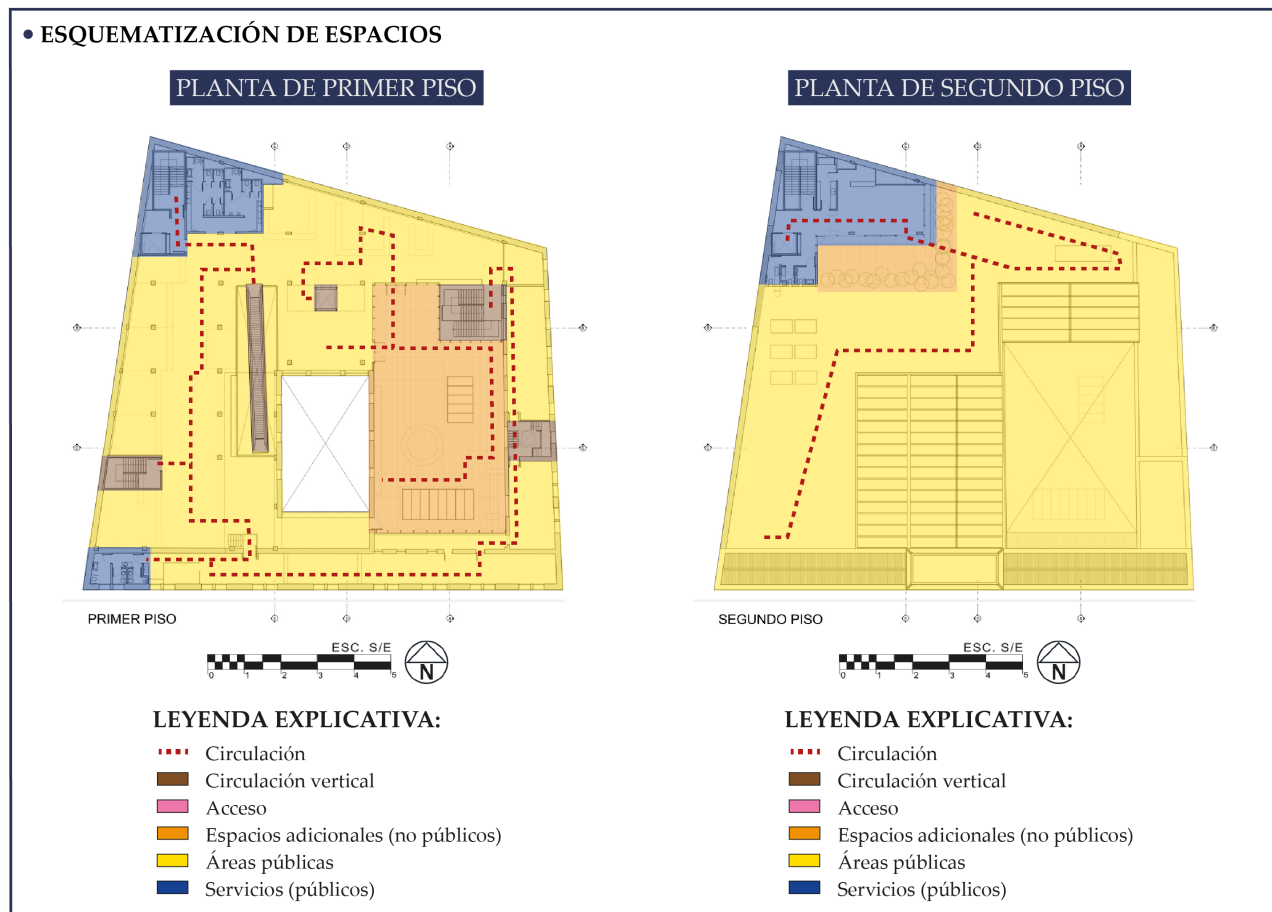 • ESQUEMATIZACIÓN DE ESPACIOS
PLANTA DE PRIMER PISO
PLANTA DE SEGUNDO PISO
PRIMER PISO
SEGUNDO PISO
ESC. S/E
0 1 2 3 4 5
N
ESC. S/E
0 1 2 3 4 5
N
LEYENDA EXPLICATIVA:
Circulación
Circulación vertical
Acceso
Espacios adicionales (no públicos)
Áreas públicas
Servicios (públicos)
LEYENDA EXPLICATIVA:
Circulación
Circulación vertical
Acceso
Espacios adicionales (no públicos)
Áreas públicas
Servicios (públicos)